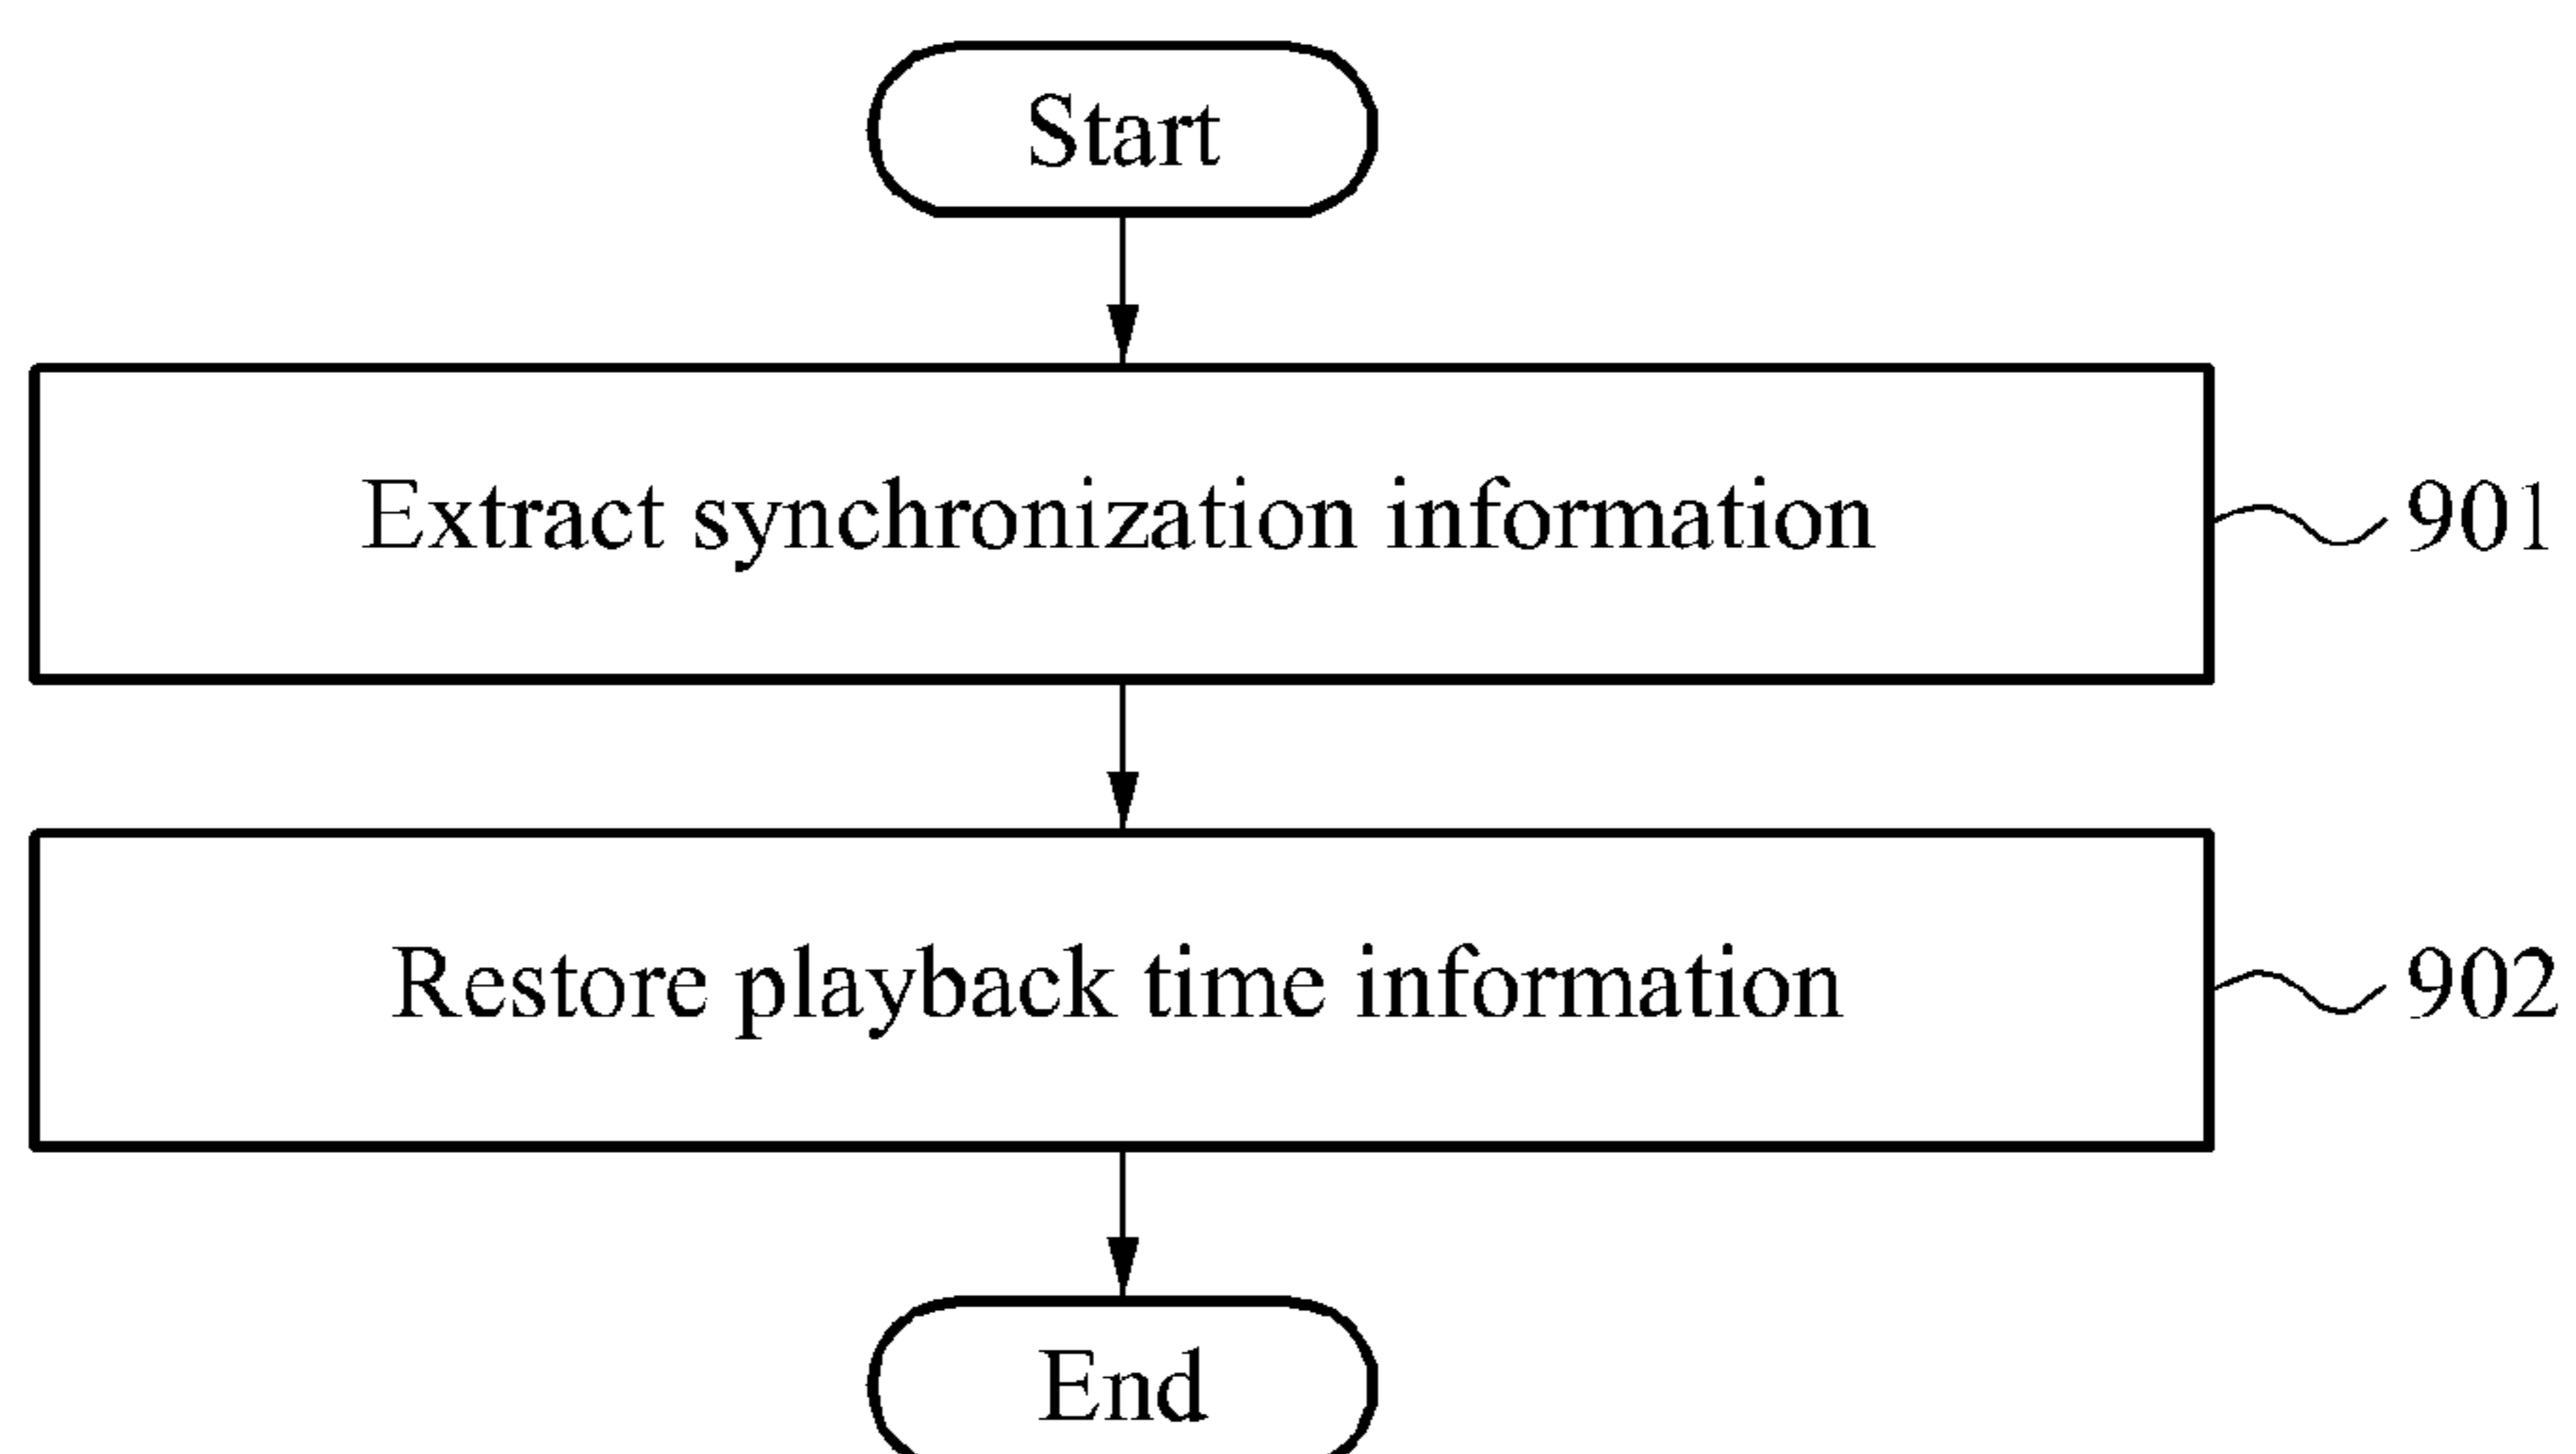 Start
Extract synchronization information
901
Restore playback time information
902
End